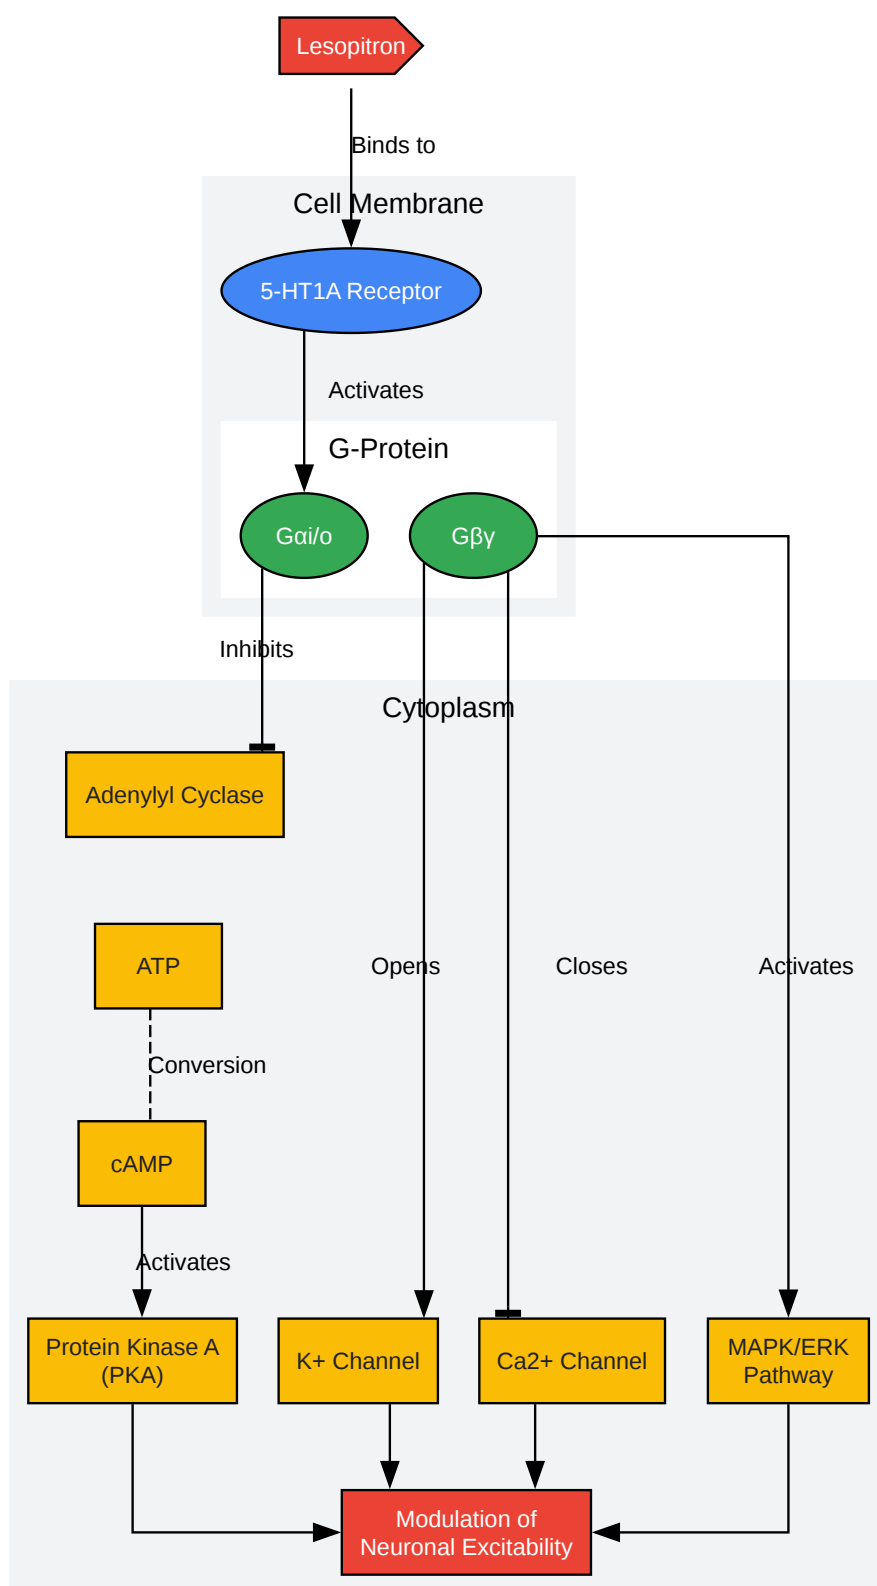 Lesopitron
Binds to
Cell Membrane
5-HT1A Receptor
Activates
G-Protein
Gαi/o
Gβγ
Inhibits
Cytoplasm
Adenylyl Cyclase
ATP
Opens
Closes
Activates
Conversion
cAMP
Activates
Protein Kinase A
(PKA)
K+ Channel
Ca2+ Channel
MAPK/ERK
Pathway
Modulation of
Neuronal Excitability